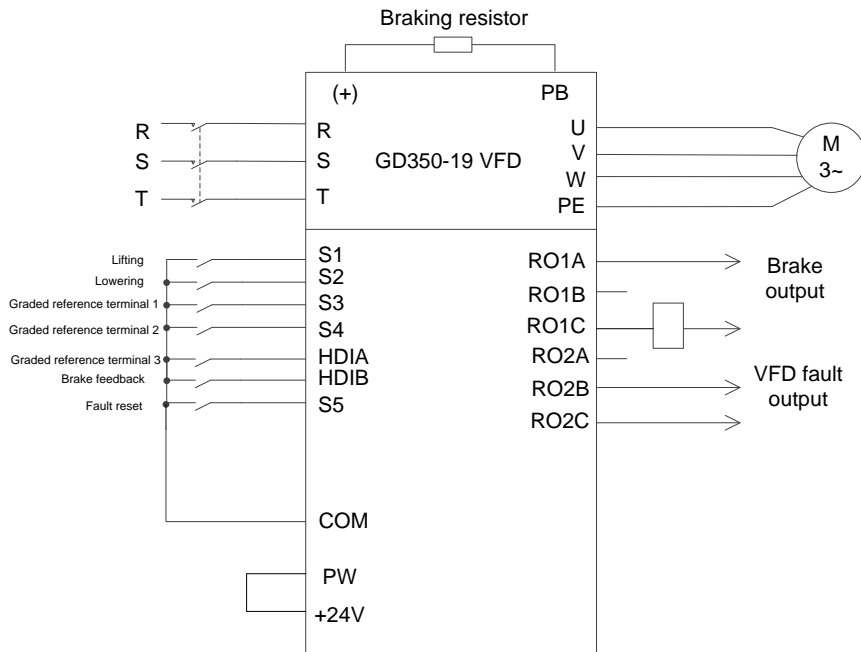 Braking resistor
(+)
PB
R
R
U
M
3~
V
S
S
GD350-19 VFD
W
T
T
PE
Lifting
S1
RO1A
Brake
output
Lowering
S2
RO1B
Graded reference terminal 1
S3
Graded reference terminal 2
S4
RO1C
Graded reference terminal 3
HDIA
RO2A
Brake feedback
HDIB
RO2B
VFD fault
output
Fault reset
S5
RO2C
COM
PW
+24V